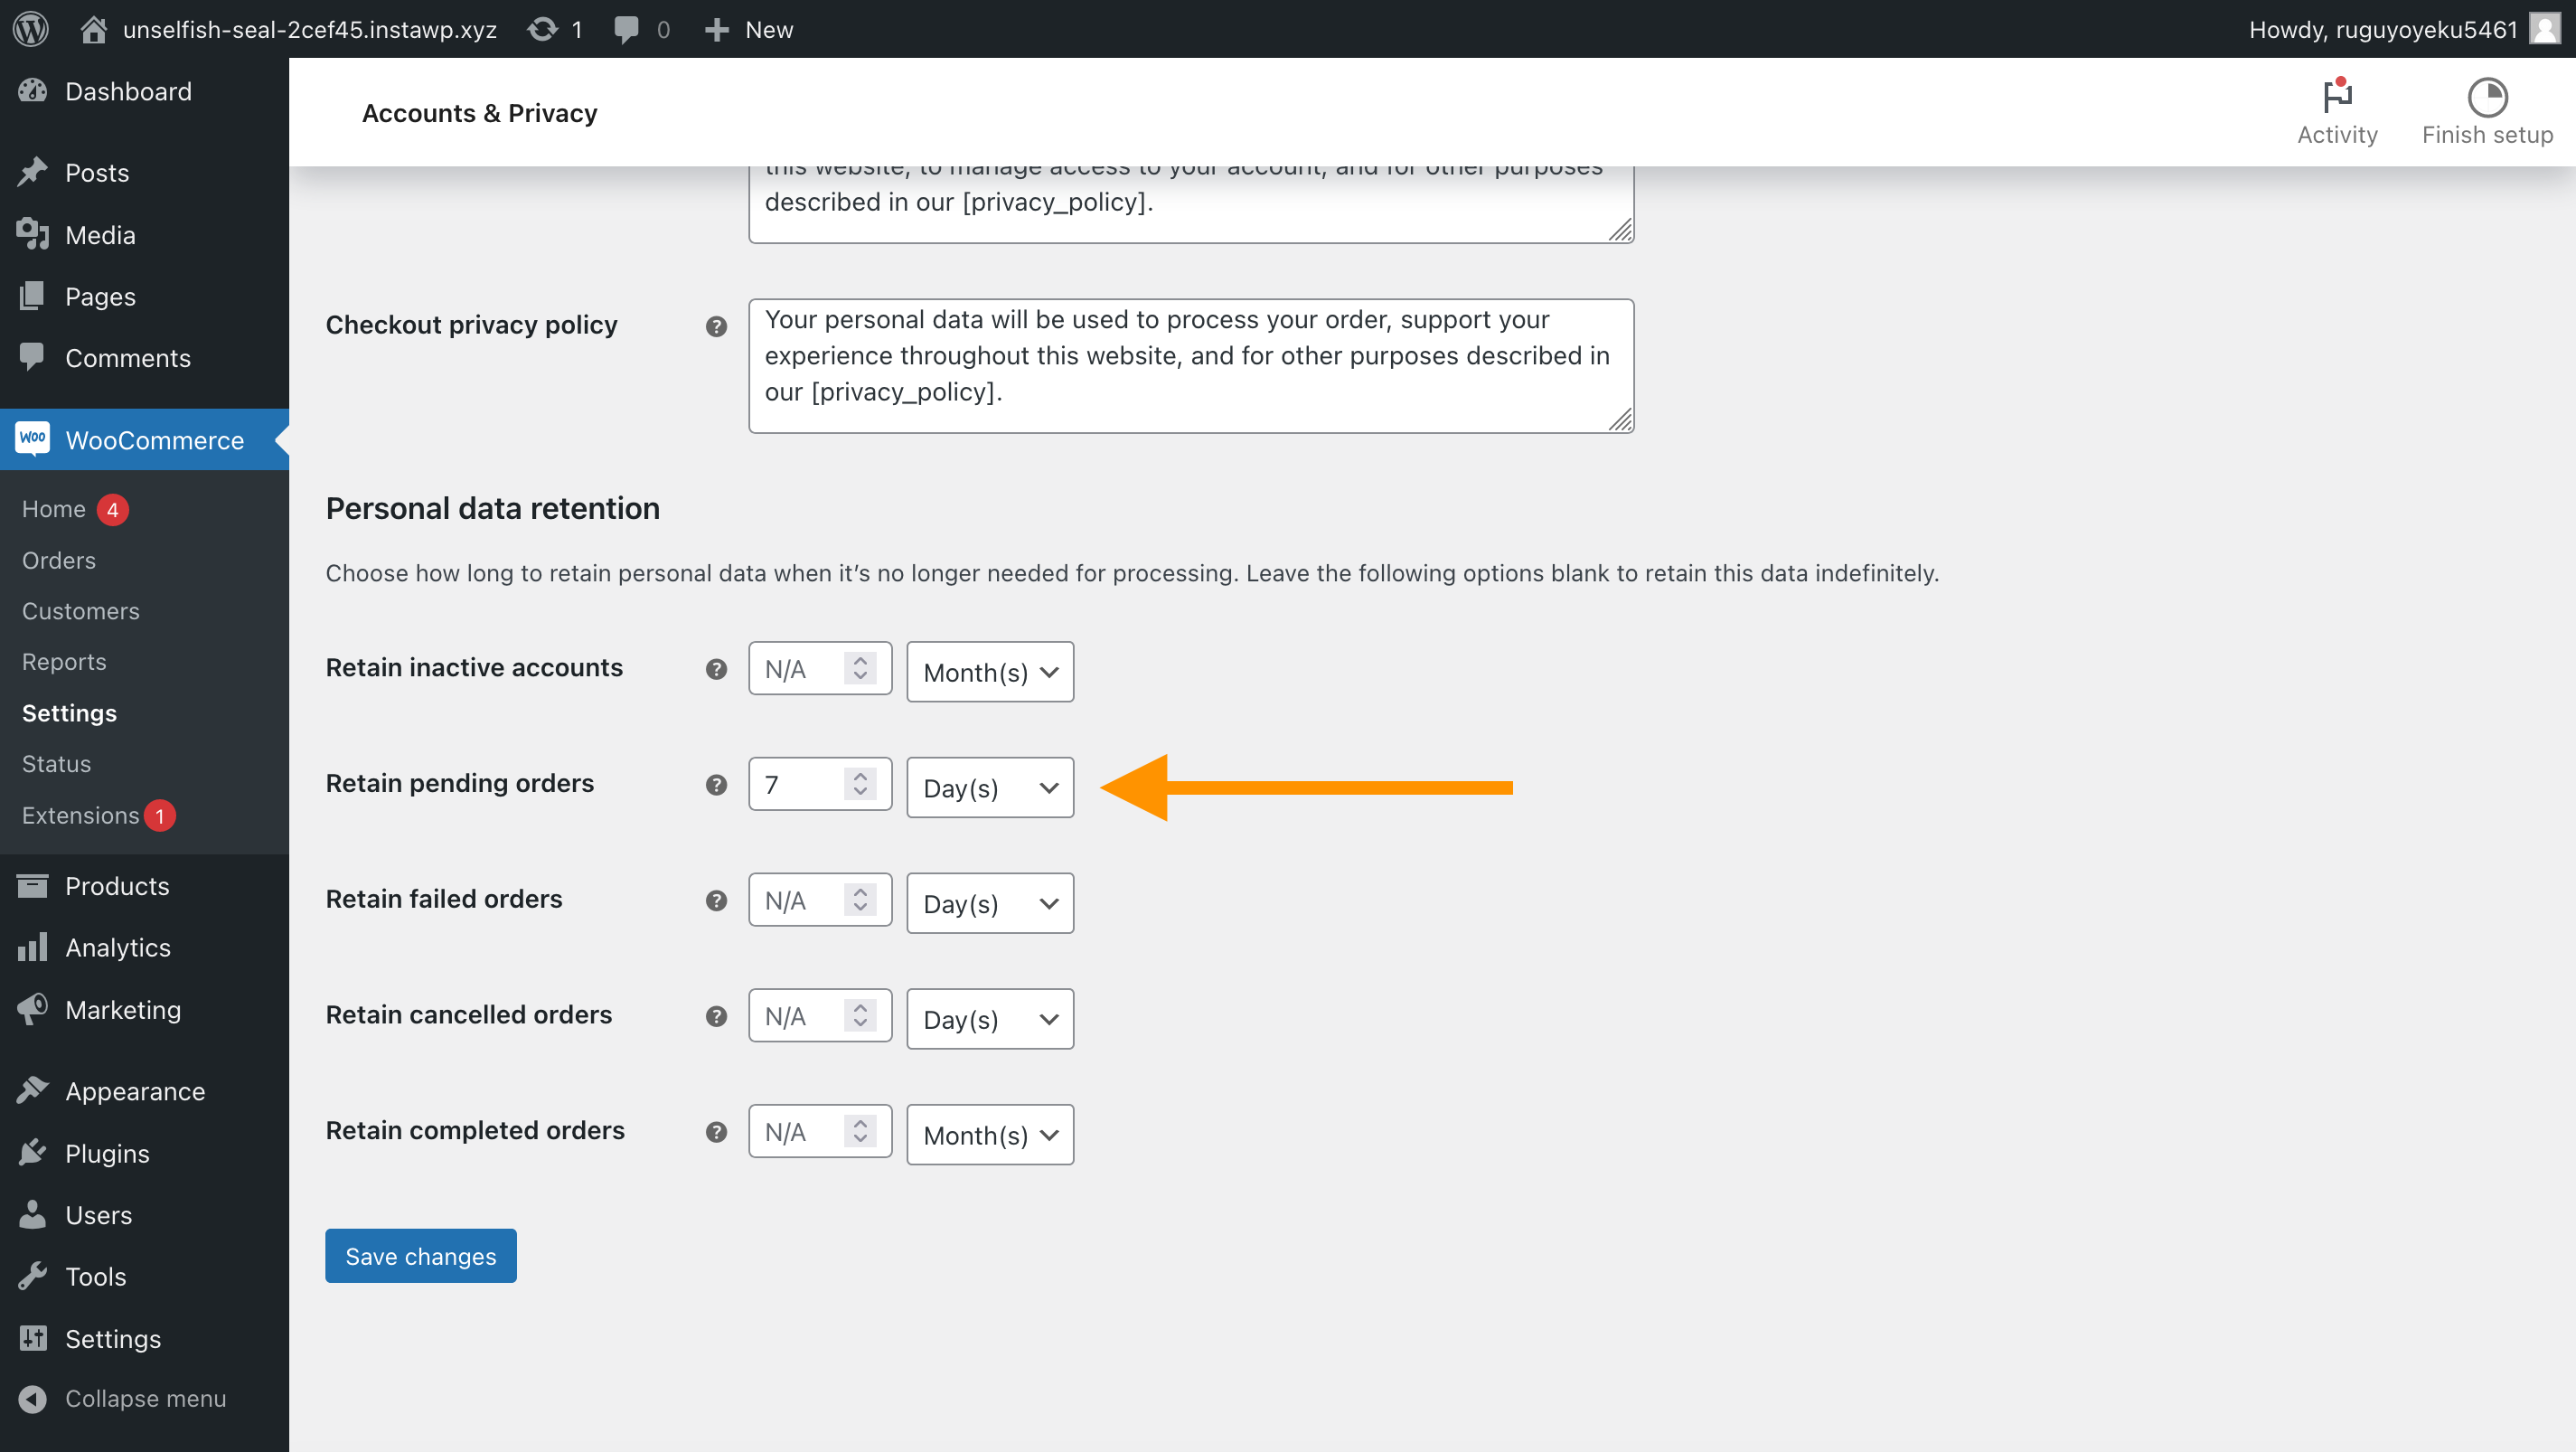 unselfish-seal-2cef45.instawp.xyz 1 0 New Howdy, ruguyoyeku5461
Dashboard
Posts
Media
Pages
Comments
Woo WooCommerce
Home 4
Orders
Customers
Reports
Settings
Status
Extensions 1
Products
Analytics
Marketing
Appearance
Plugins
Users
Tools
Settings
Collapse menu
Accounts & Privacy
Activity
Finish setup
this website, to manage access to your account, and for other purposes
described in our [privacy_policy].
Checkout privacy policy ?
Your personal data will be used to process your order, support your
experience throughout this website, and for other purposes described in
our [privacy_policy].
Personal data retention
Choose how long to retain personal data when it’s no longer needed for processing. Leave the following options blank to retain this data indefinitely.
Retain inactive accounts ? N/A Month(s)
Retain pending orders ? 7 Day(s)
Retain failed orders ? N/A Day(s)
Retain cancelled orders ? N/A Day(s)
Retain completed orders ? N/A Month(s)
Save changes